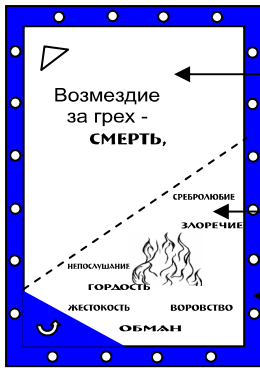 Возмездие
за грех -
СМЕРТЬ,
СРЕБРОЛЮБИЕ
ЗЛОРЕЧИЕ
НЕПОСЛУШАНИЕ
ГОРДОСТЬ
ЖЕСТОКОСТЬ ВОРОВСТВО
ОБМАН